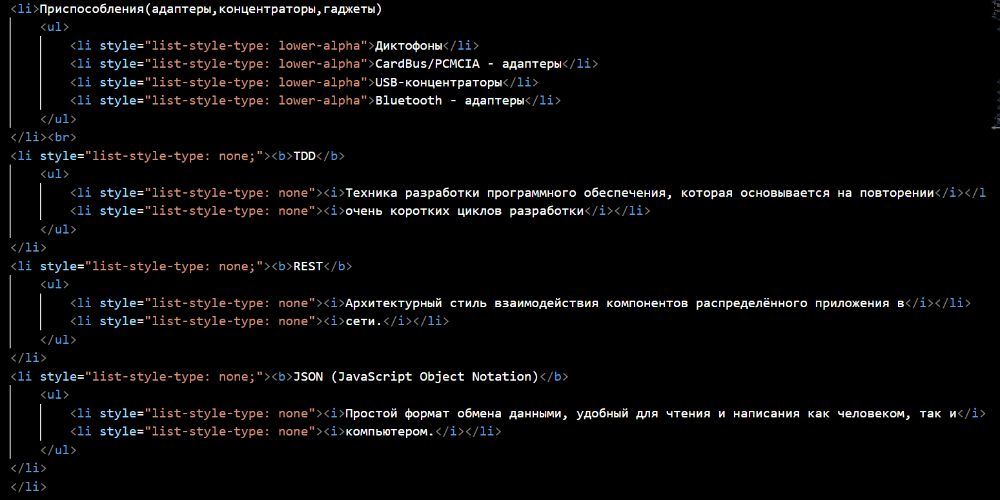 <li>Приспособления(адаптеры,концентраторы,гаджеты)
<ul>
<li style="list-style-type: lower-alpha">Диктофоны</li>
<li style="list-style-type: lower-alpha">CardBus/PCMCIA - адаптеры</li>
<li style="list-style-type: lower-alpha">USB-концентраторы</li>
<li style="list-style-type: lower-alpha">Bluetooth - адаптеры</li>
</ul>
</li><br>
<li style="list-style-type: none;"><b>TDD</b>
<ul>
<li style="list-style-type: none"><i>Техника разработки программного обеспечения, которая основывается на повторении</i></l
<li style="list-style-type: none"><i>очень коротких циклов разработки</i></li>
</ul>
</li>
<li style="list-style-type: none;"><b>REST</b>
<ul>
<li style="list-style-type: none"><i>Архитектурный стиль взаимодействия компонентов распределённого приложения в</i></li>
<li style="list-style-type: none"><i>сети.</i></li>
</ul>
</li>
<li style="list-style-type: none;"><b>JSON (JavaScript Object Notation)</b>
<ul>
<li style="list-style-type: none"><i>Простой формат обмена данными, удобный для чтения и написания как человеком, так и</i>
<li style="list-style-type: none"><i>компьютером.</i></li>
</ul>
</li>
</li>